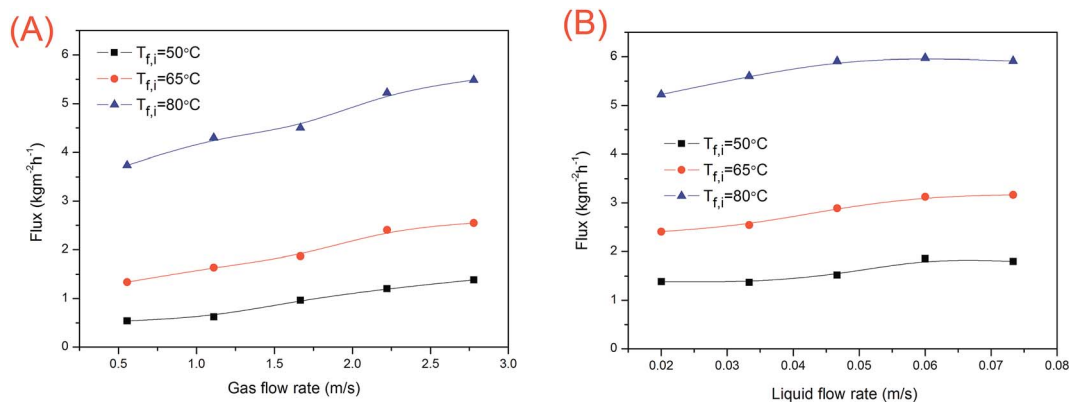 (A)
T_f,i=50°C
T_f,i=65°C
T_f,i=80°C
6
5
4
3
2
1
0
0.5 1.0 1.5 2.0 2.5 3.0
Flux (kgm⁻²h⁻¹)
Gas flow rate (m/s)
(B)
6
5
4
3
2
1
0
T_f,i=50°C
T_f,i=65°C
T_f,i=80°C
0.02 0.03 0.04 0.05 0.06 0.07 0.08
Flux (kgm⁻²h⁻¹)
Liquid flow rate (m/s)